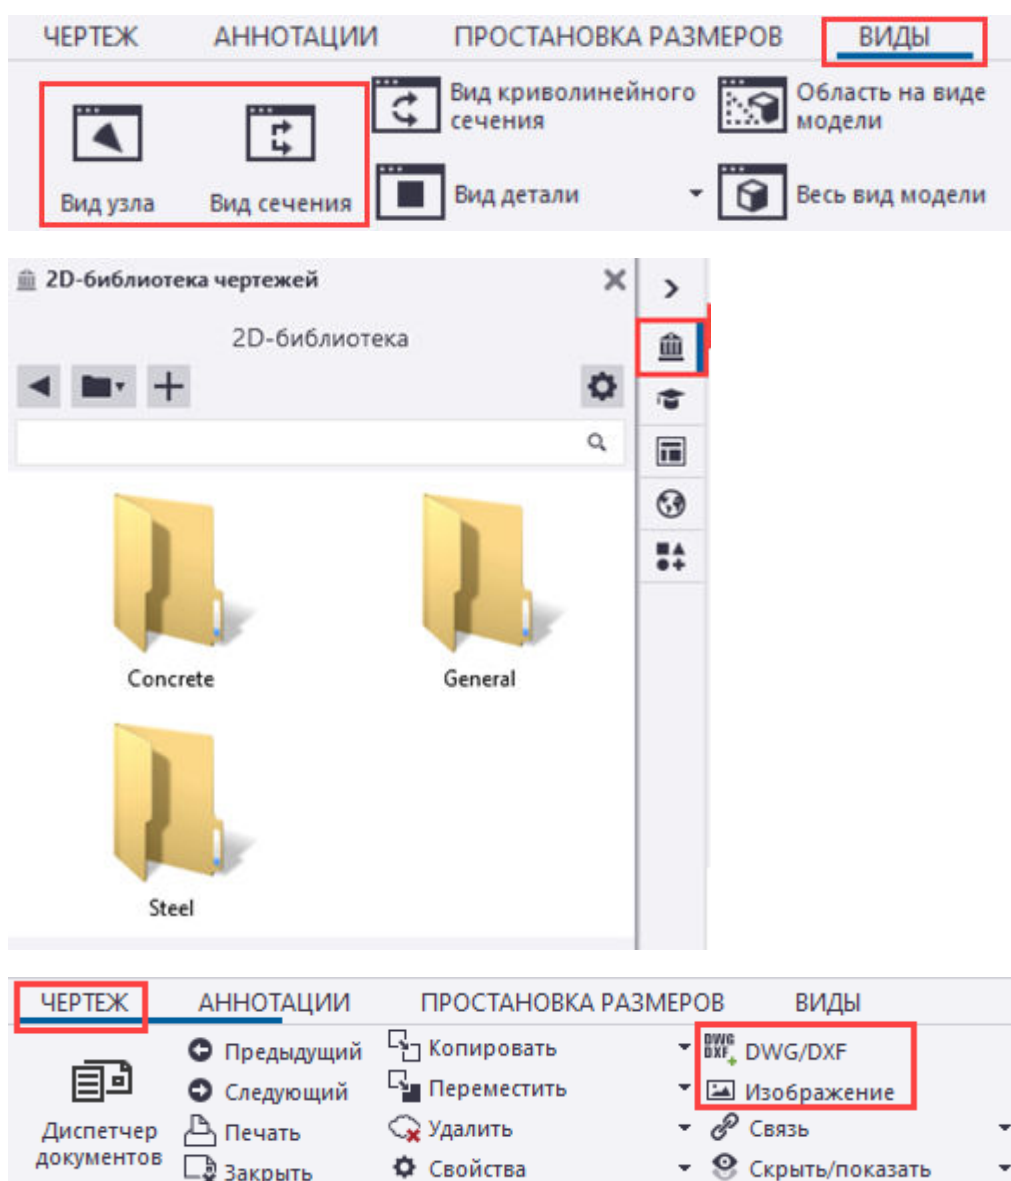 ЧЕРТЕЖ АННОТАЦИИ ПРОСТАНОВКА РАЗМЕРОВ ВИДЫ
Вид узла
Вид сечения
Вид криволинейного
сечения
Вид детали
Область на виде
модели
Весь вид модели
2D-библиотека чертежей
2D-библиотека
Concrete
General
Steel
ЧЕРТЕЖ АННОТАЦИИ ПРОСТАНОВКА РАЗМЕРОВ ВИДЫ
Диспетчер
документов
Предыдущий
Следующий
Печать
Закрыть
Копировать
Переместить
Удалить
Свойства
DWG
DXF
DWG/DXF
Изображение
Связь
Скрыть/показать